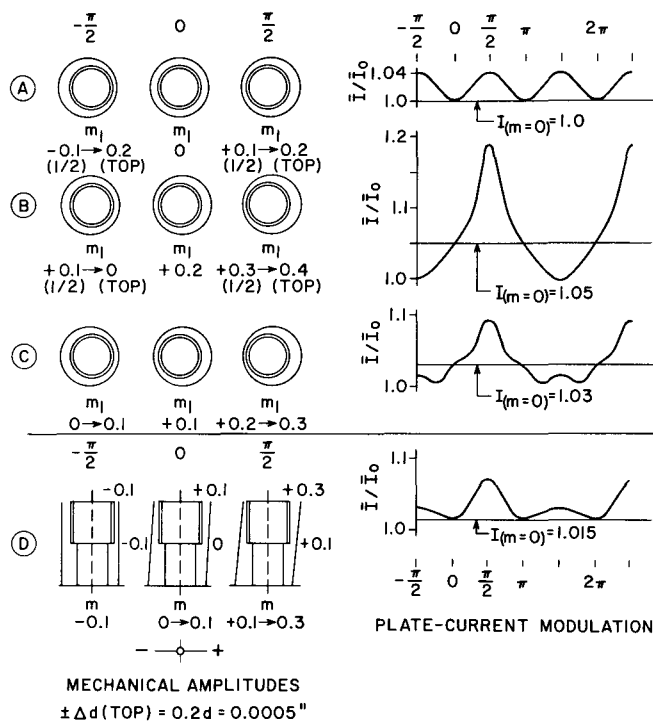 -π/2 0 π/2
A
m₁ m₁ m₁
-0.1→0.2 0 +0.1→0.2
(1/2) (TOP) (1/2) (TOP)
B
m₁ m₁ m₁
+0.1→0 +0.2 +0.3→0.4
(1/2) (TOP) (1/2) (TOP)
C
m₁ m₁ m₁
0→0.1 +0.1 +0.2→0.3
-π/2 0 π/2
-0.1 +0.1 +0.3
D
-0.1 0 +0.1
m m m
-0.1 0→0.1 +0.1→0.3
- +
MECHANICAL AMPLITUDES
±Δd(TOP) = 0.2d = 0.0005"
-π/2 0 π/2 π 2π
Ī/Ī₀
1.04
1.0
I(m=0)=1.0
Ī/Ī₀
1.2
1.1
1.0
I(m=0)=1.05
Ī/Ī₀
1.1
1.0
I(m=0)=1.03
Ī/Ī₀
1.1
1.0
I(m=0)=1.015
-π/2 0 π/2 π 2π
PLATE-CURRENT MODULATION